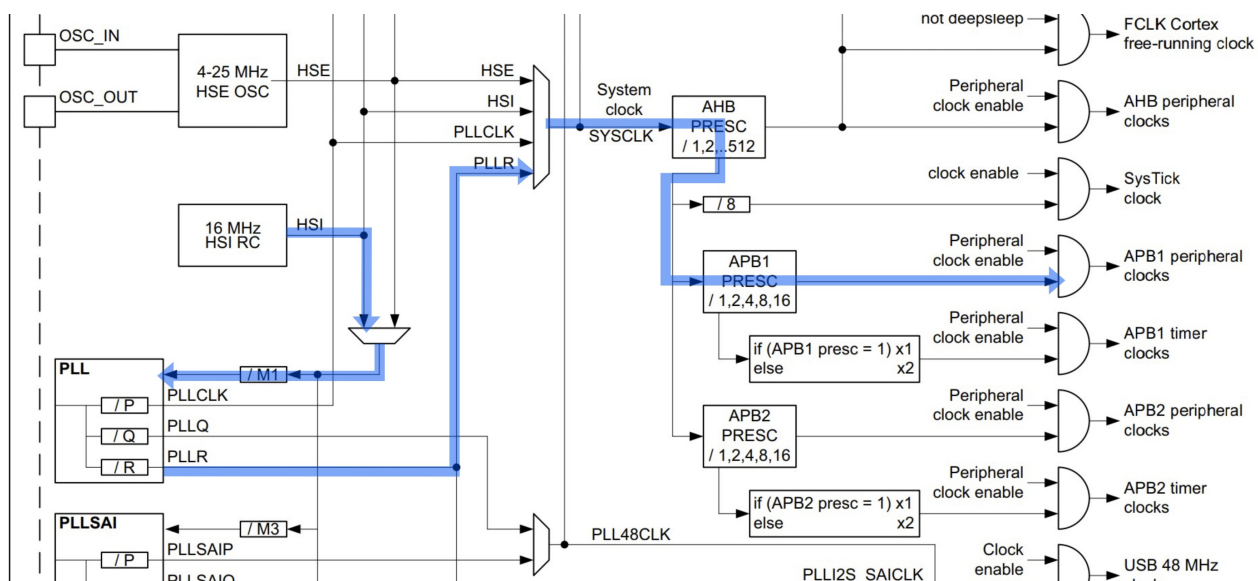 OSC_IN
OSC_OUT
4-25 MHz
HSE OSC
HSE
HSE
HSI
PLLCLK
PLLR
16 MHz
HSI RC
HSI
System
clock
SYSCLK
AHB
PRESC
/ 1,2,..512
/ 8
APB1
PRESC
/ 1,2,4,8,16
if (APB1 presc = 1) x1
else x2
APB2
PRESC
/ 1,2,4,8,16
if (APB2 presc = 1) x1
else x2
not deepsleep
FCLK Cortex
free-running clock
Peripheral
clock enable
AHB peripheral
clocks
clock enable
SysTick
clock
Peripheral
clock enable
APB1 peripheral
clocks
Peripheral
clock enable
APB1 timer
clocks
Peripheral
clock enable
APB2 peripheral
clocks
Peripheral
clock enable
APB2 timer
clocks
Clock
enable
USB 48 MHz
PLL
/ M1
/ P
PLLCLK
/ Q
PLLQ
/ R
PLLR
PLLSAI
/ M3
/ P
PLLSAIP
PLLSAIQ
PLL48CLK
PLLI2S_SAICLK